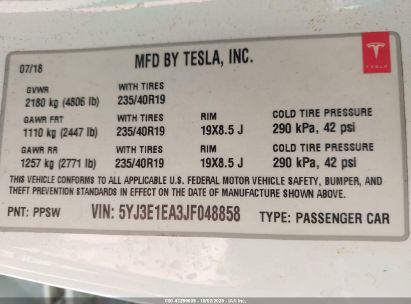 MFD BY TESLA, INC.
07/18
TESLA
GVWR WITH TIRES
2180 kg (4806 lb) 235/40R19
GAWR FRT WITH TIRES RIM COLD TIRE PRESSURE
1110 kg (2447 lb) 235/40R19 19X8.5 J 290 kPa, 42 psi
GAWR RR WITH TIRES RIM COLD TIRE PRESSURE
1257 kg (2771 lb) 235/40R19 19X8.5 J 290 kPa, 42 psi
THIS VEHICLE CONFORMS TO ALL APPLICABLE U.S. FEDERAL MOTOR VEHICLE SAFETY, BUMPER, AND
THEFT PREVENTION STANDARDS IN EFFECT ON THE DATE OF MANUFACTURE SHOWN ABOVE.
PNT: PPSW VIN: 5YJ3E1EA3JF048858 TYPE: PASSENGER CAR